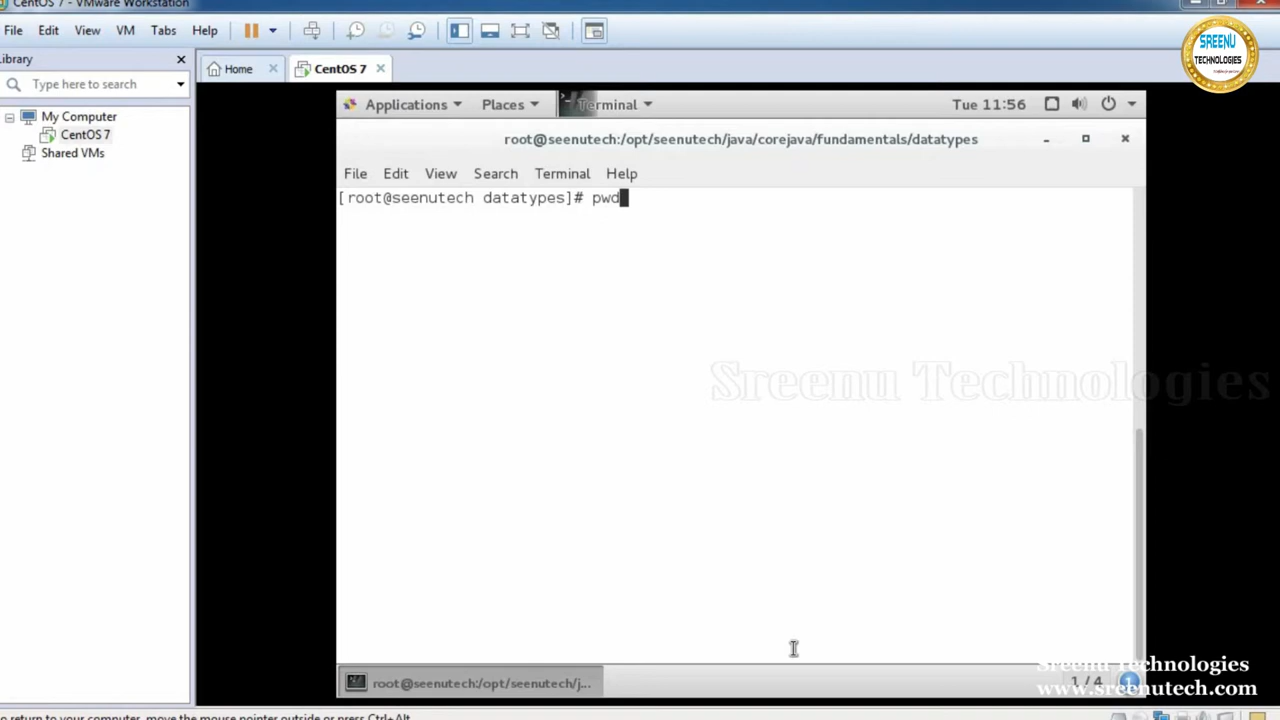 CentOS 7 - VMware Workstation
File Edit View VM Tabs Help
Library
Type here to search
Home
CentOS 7
My Computer
CentOS 7
Shared VMs
SREENU
TECHNOLOGIES
Applications Places Terminal Tue 11:56
root@seenutech:/opt/seenutech/java/corejava/fundamentals/datatypes
File Edit View Search Terminal Help
[root@seenutech datatypes]# pwd
Sreenu Technologies
root@seenutech:/opt/seenutech/j...
1 / 4
1
Sreenu Technologies
www.sreenutech.com
o return to your computer, move the mouse pointer outside or press Ctrl+Alt.